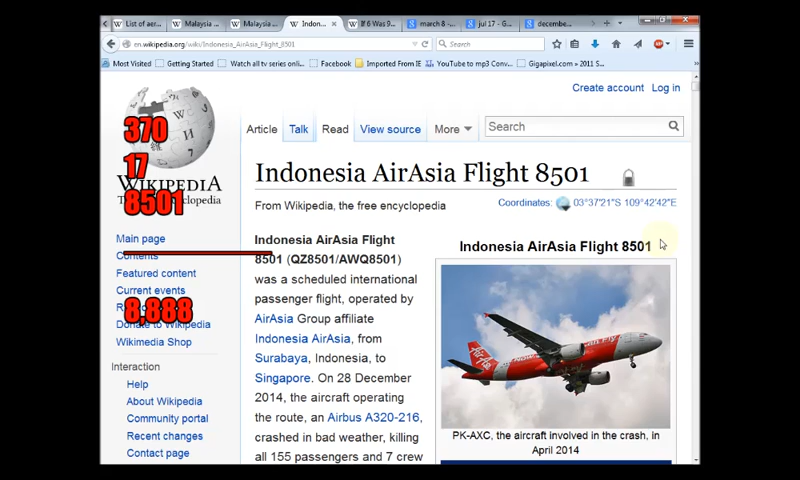 List of aer...
Malaysia ...
Malaysia ...
Indon...
If 6 Was 9...
march 8 -...
jul 17 - G...
decembe...
en.wikipedia.org/wiki/Indonesia_AirAsia_Flight_8501
Search
Most Visited
Getting Started
Watch all tv series onli...
Facebook
Imported From IE
YouTube to mp3 Conv...
Gigapixel.com » 2011 S...
Create account Log in
Article Talk Read View source More
Search
370
17
WIKIPEDIA
8501
Indonesia AirAsia Flight 8501
From Wikipedia, the free encyclopedia
Coordinates: 03°37′21″S 109°42′42″E
Main page
Contents
Featured content
Current events
8,888
Donate to Wikipedia
Wikimedia Shop
Interaction
Help
About Wikipedia
Community portal
Recent changes
Contact page
Indonesia AirAsia Flight
8501 (QZ8501/AWQ8501)
was a scheduled international
passenger flight, operated by
AirAsia Group affiliate
Indonesia AirAsia, from
Surabaya, Indonesia, to
Singapore. On 28 December
2014, the aircraft operating
the route, an Airbus A320-216,
crashed in bad weather, killing
all 155 passengers and 7 crew
Indonesia AirAsia Flight 8501
AirAsia
PK-AXC, the aircraft involved in the crash, in
April 2014